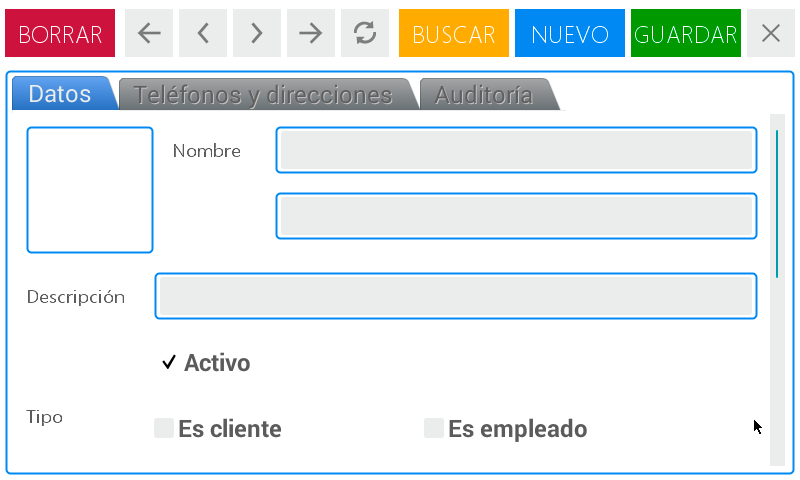 BORRAR BUSCAR NUEVO GUARDAR
Datos Teléfonos y direcciones Auditoría
Nombre
Descripción
Activo
Tipo
Es cliente Es empleado